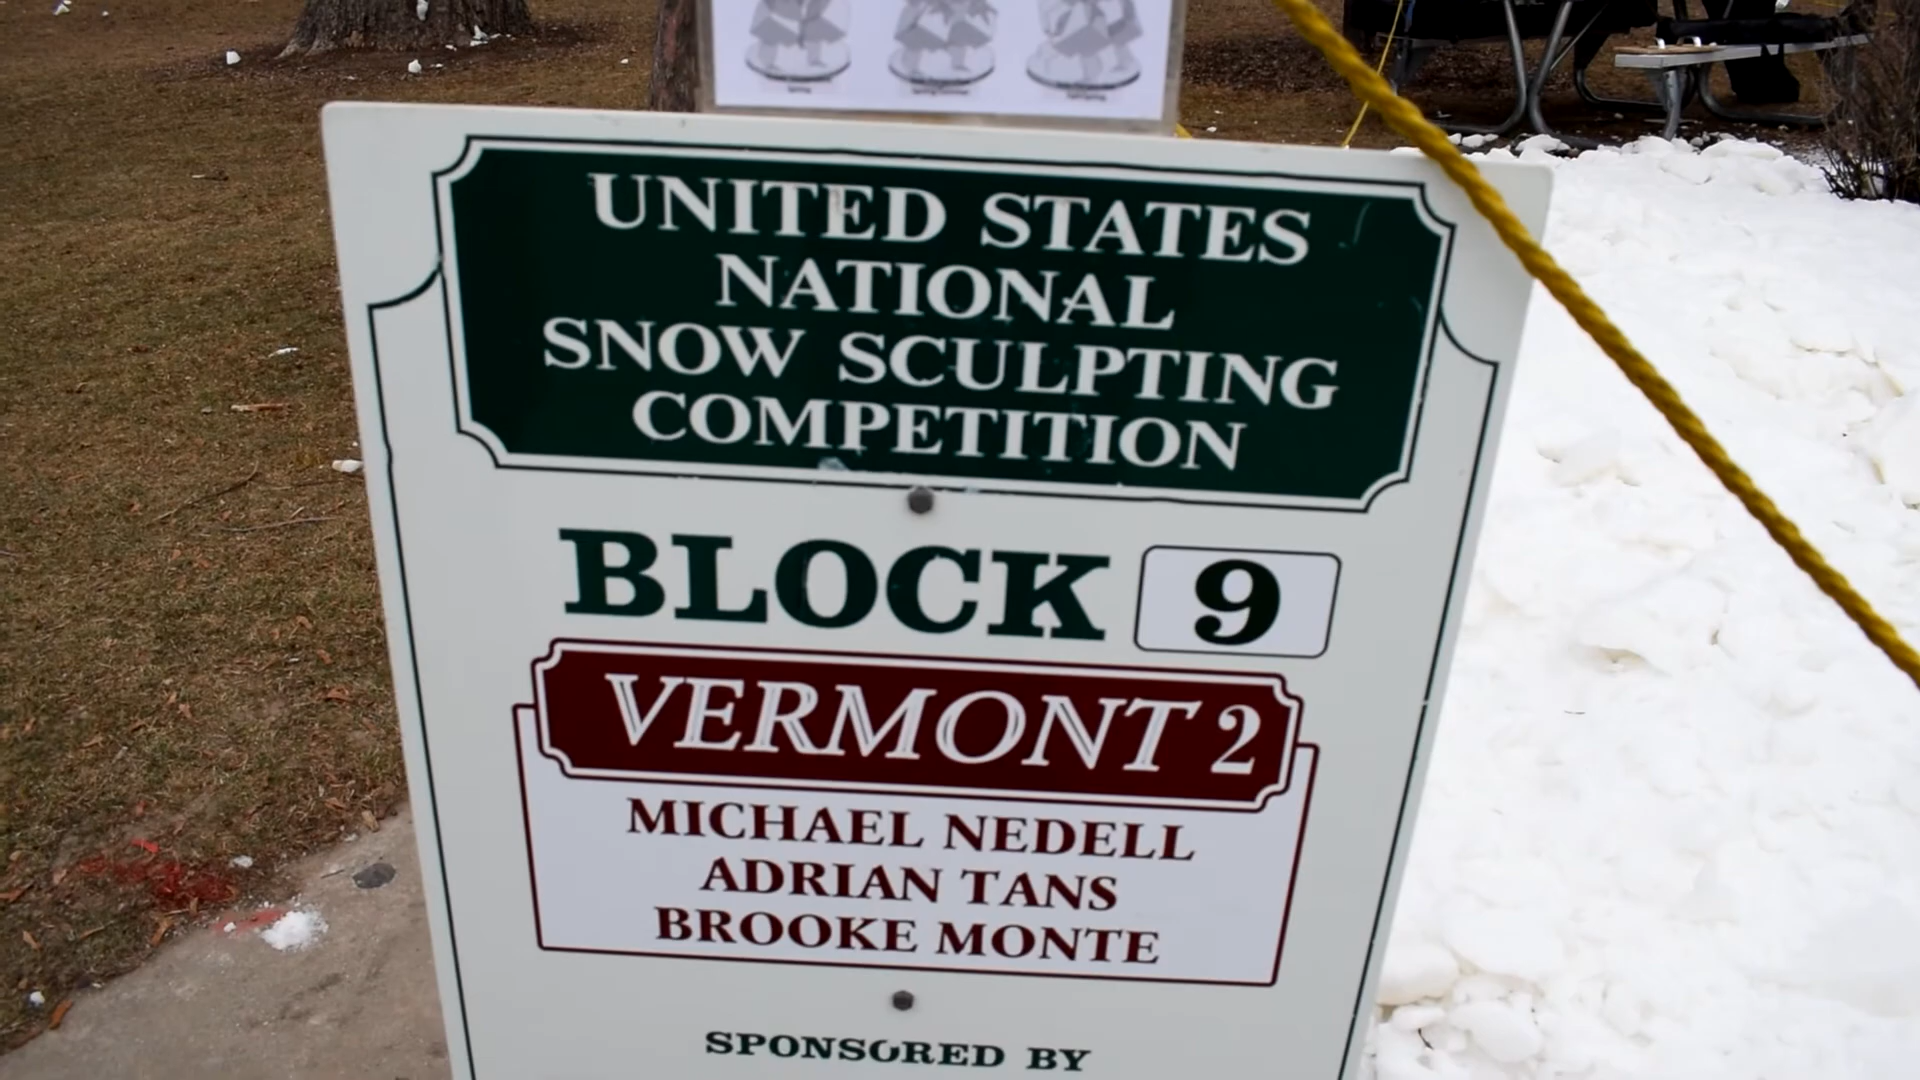 UNITED STATES
NATIONAL
SNOW SCULPTING
COMPETITION
BLOCK 9
VERMONT 2
MICHAEL NEDELL
ADRIAN TANS
BROOKE MONTE
SPONSORED BY